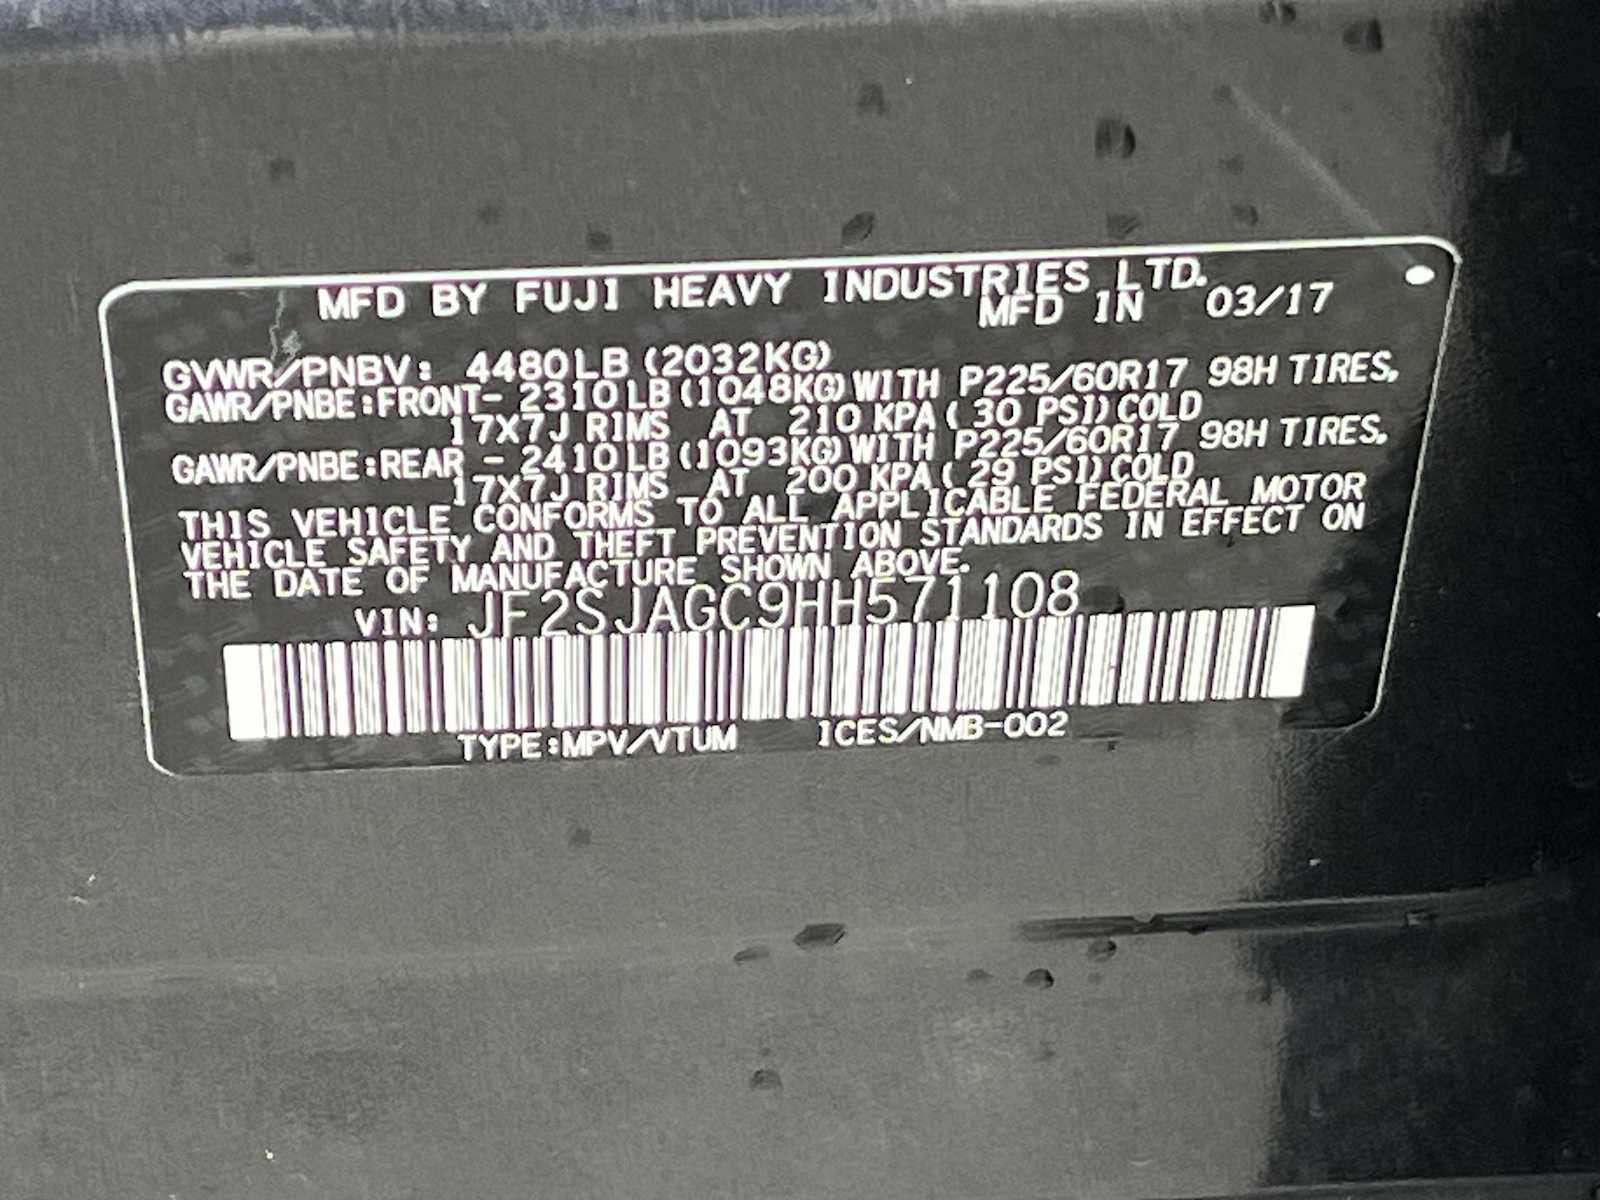 MFD BY FUJI HEAVY INDUSTRIES LTD.
MFD IN 03/17
GVWR/PNBV: 4480LB (2032KG)
GAWR/PNBE:FRONT- 2310LB (1048KG) WITH P225/60R17 98H TIRES,
17X7J RIMS AT 210 KPA ( 30 PSI) COLD
GAWR/PNBE:REAR - 2410LB (1093KG) WITH P225/60R17 98H TIRES,
17X7J RIMS AT 200 KPA ( 29 PSI) COLD
THIS VEHICLE CONFORMS TO ALL APPLICABLE FEDERAL MOTOR
VEHICLE SAFETY AND THEFT PREVENTION STANDARDS IN EFFECT ON
THE DATE OF MANUFACTURE SHOWN ABOVE.
VIN: JF2SJAGC9HH571108
TYPE:MPV/VTUM ICES/NMB-002